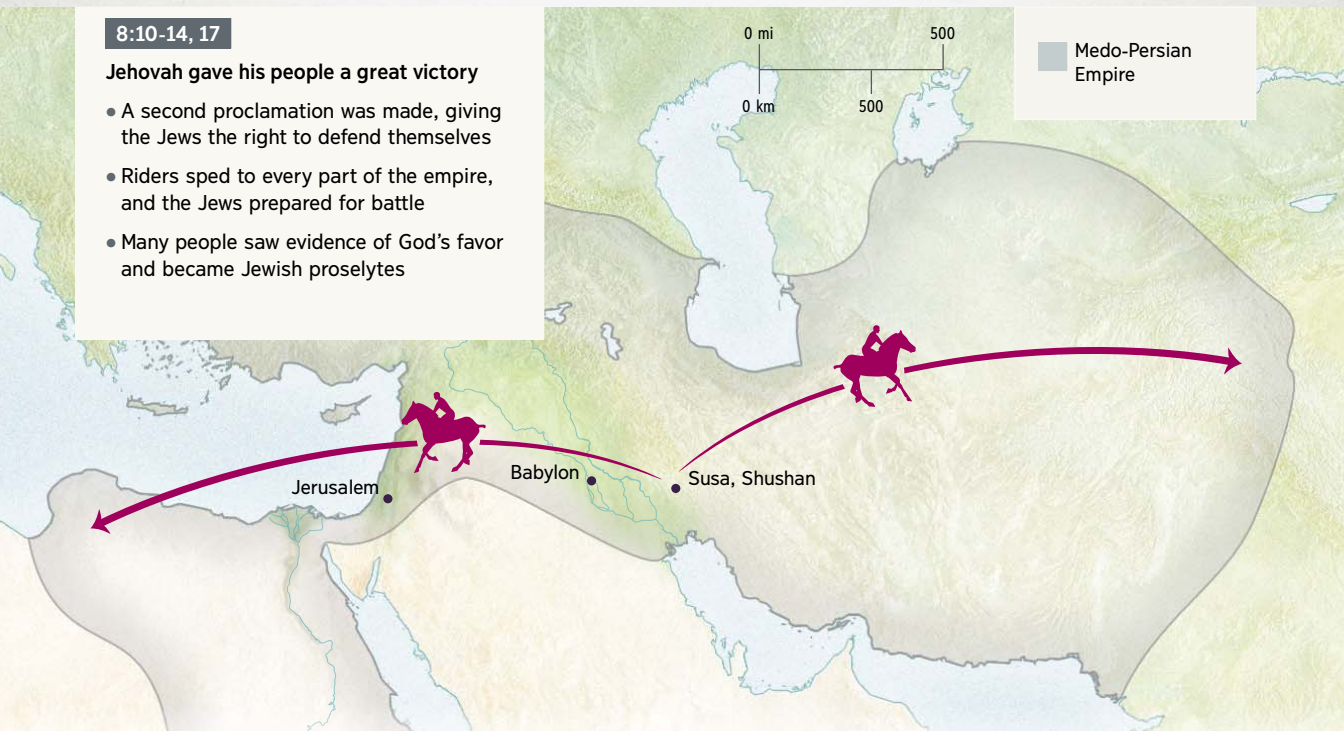 8:10-14, 17
Jehovah gave his people a great victory
• A second proclamation was made, giving
the Jews the right to defend themselves
• Riders sped to every part of the empire,
and the Jews prepared for battle
• Many people saw evidence of God's favor
and became Jewish proselytes
0 mi 500
0 km 500
Medo-Persian
Empire
Jerusalem
Babylon
Susa, Shushan